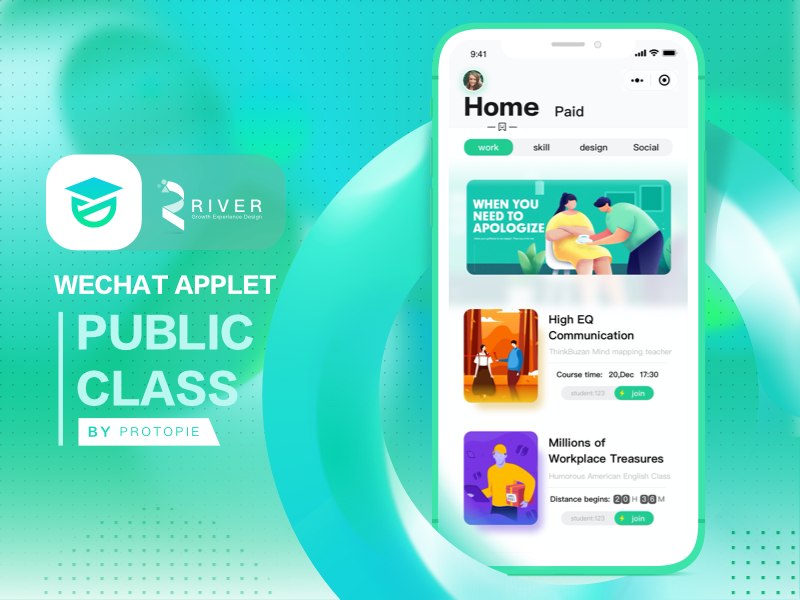 RIVER
Growth Experience Design
WECHAT APPLET
PUBLIC
CLASS
BY PROTOPIE
9:41
Home Paid
work skill design Social
WHEN YOU
NEED TO
APOLOGIZE
High EQ
Communication
ThinkBuzan Mind mapping teacher
Course time: 20,Dec 17:30
student:123 join
Millions of
Workplace Treasures
Humorous American English Class
Distance begins: 20 H 36 M
student:123 join